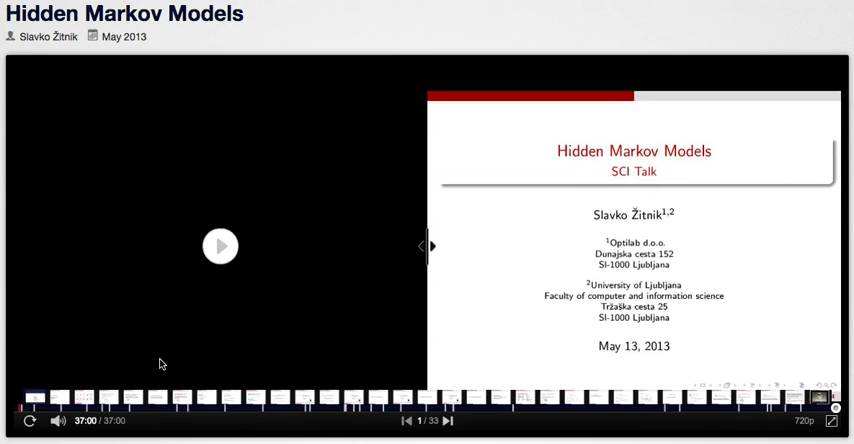 Hidden Markov Models
Slavko Žitnik May 2013
Hidden Markov Models
SCI Talk
Slavko Žitnik1,2
1Optilab d.o.o.
Dunajska cesta 152
SI-1000 Ljubljana
2University of Ljubljana
Faculty of computer and information science
Tržaška cesta 25
SI-1000 Ljubljana
May 13, 2013
37:00 / 37:00 1 / 33 720p